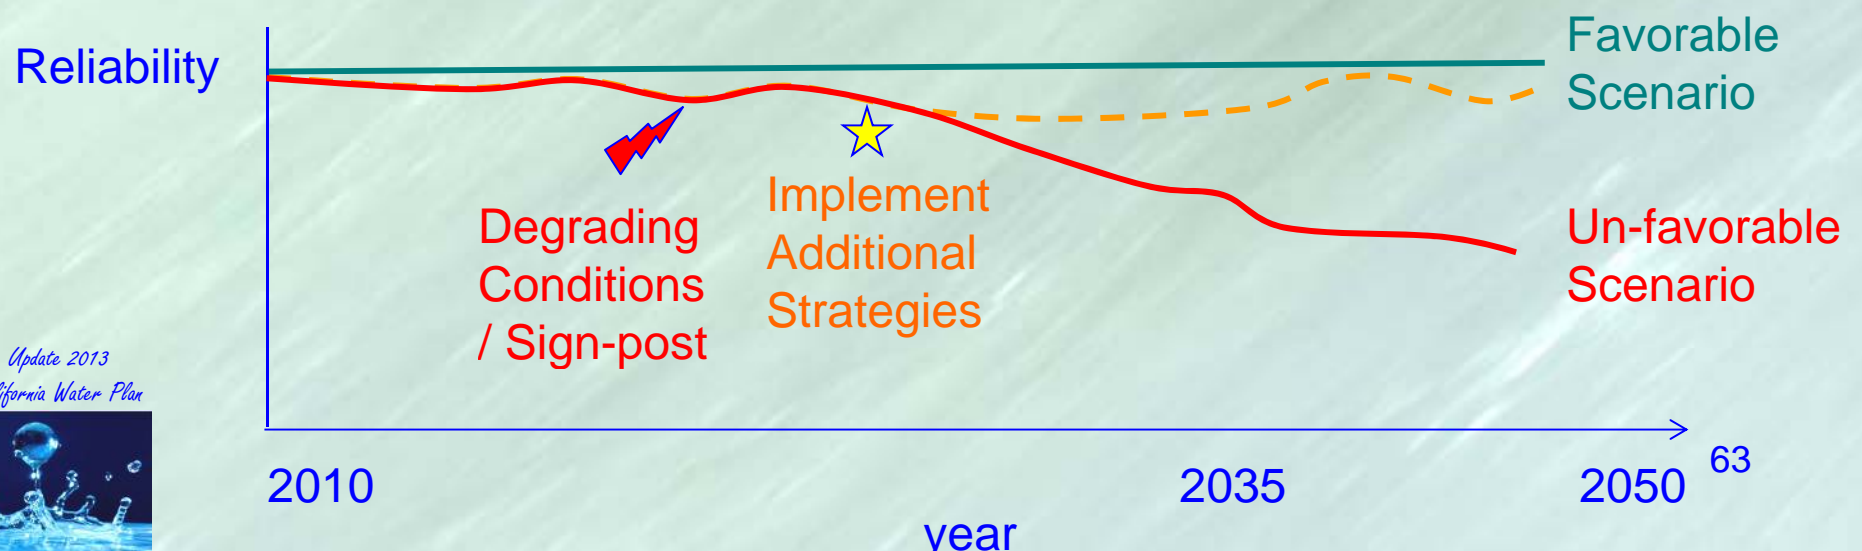 Reliability
Favorable
Scenario
Degrading
Conditions
/ Sign-post
Implement
Additional
Strategies
Un-favorable
Scenario
Update 2013
lifornia Water Plan
2010
2035
2050
63
year